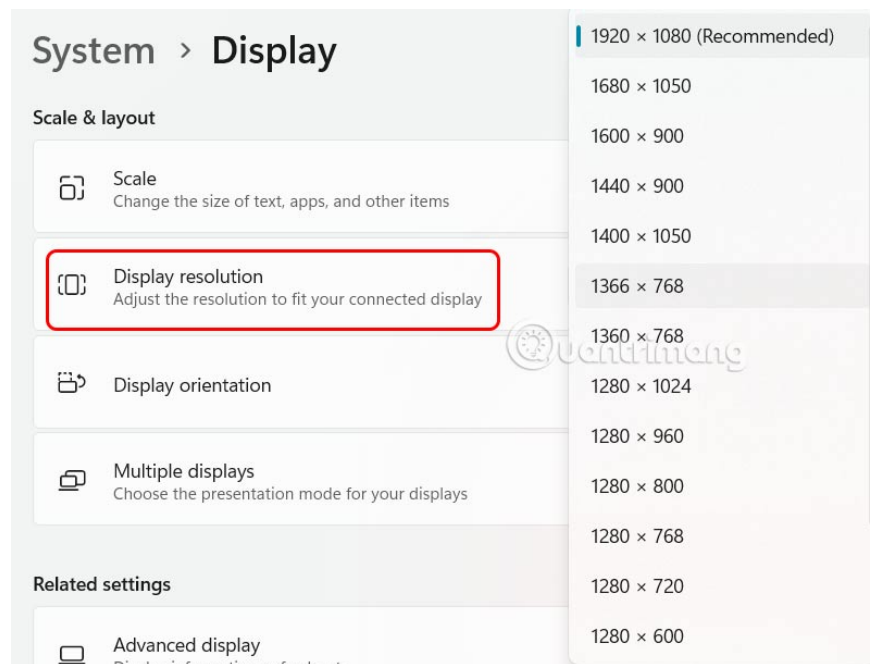 System > Display
Scale & layout
Scale
Change the size of text, apps, and other items
Display resolution
Adjust the resolution to fit your connected display
Display orientation
Multiple displays
Choose the presentation mode for your displays
Related settings
Advanced display
1920 × 1080 (Recommended)
1680 × 1050
1600 × 900
1440 × 900
1400 × 1050
1366 × 768
1360 × 768
1280 × 1024
1280 × 960
1280 × 800
1280 × 768
1280 × 720
1280 × 600
Quantrimang